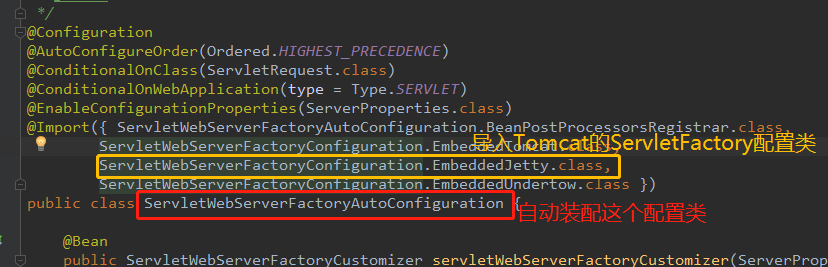 */
@Configuration
@AutoConfigureOrder(Ordered.HIGHEST_PRECEDENCE)
@ConditionalOnClass(ServletRequest.class)
@ConditionalOnWebApplication(type = Type.SERVLET)
@EnableConfigurationProperties(ServerProperties.class)
@Import({ ServletWebServerFactoryAutoConfiguration.BeanPostProcessorsRegistrar.class,
ServletWebServerFactoryConfiguration.EmbeddedTomcat.class,
导入Tomcat的ServletFactory配置类
ServletWebServerFactoryConfiguration.EmbeddedJetty.class,
ServletWebServerFactoryConfiguration.EmbeddedUndertow.class })
public class ServletWebServerFactoryAutoConfiguration {
自动装配这个配置类
@Bean
public ServletWebServerFactoryCustomizer servletWebServerFactoryCustomizer(ServerProp